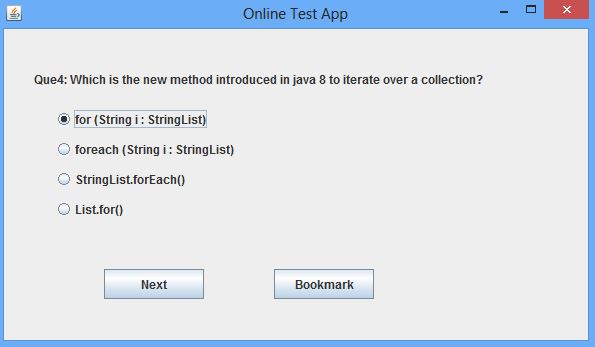 Online Test App
Que4: Which is the new method introduced in java 8 to iterate over a collection?
for (String i : StringList)
foreach (String i : StringList)
StringList.forEach()
List.for()
Next
Bookmark